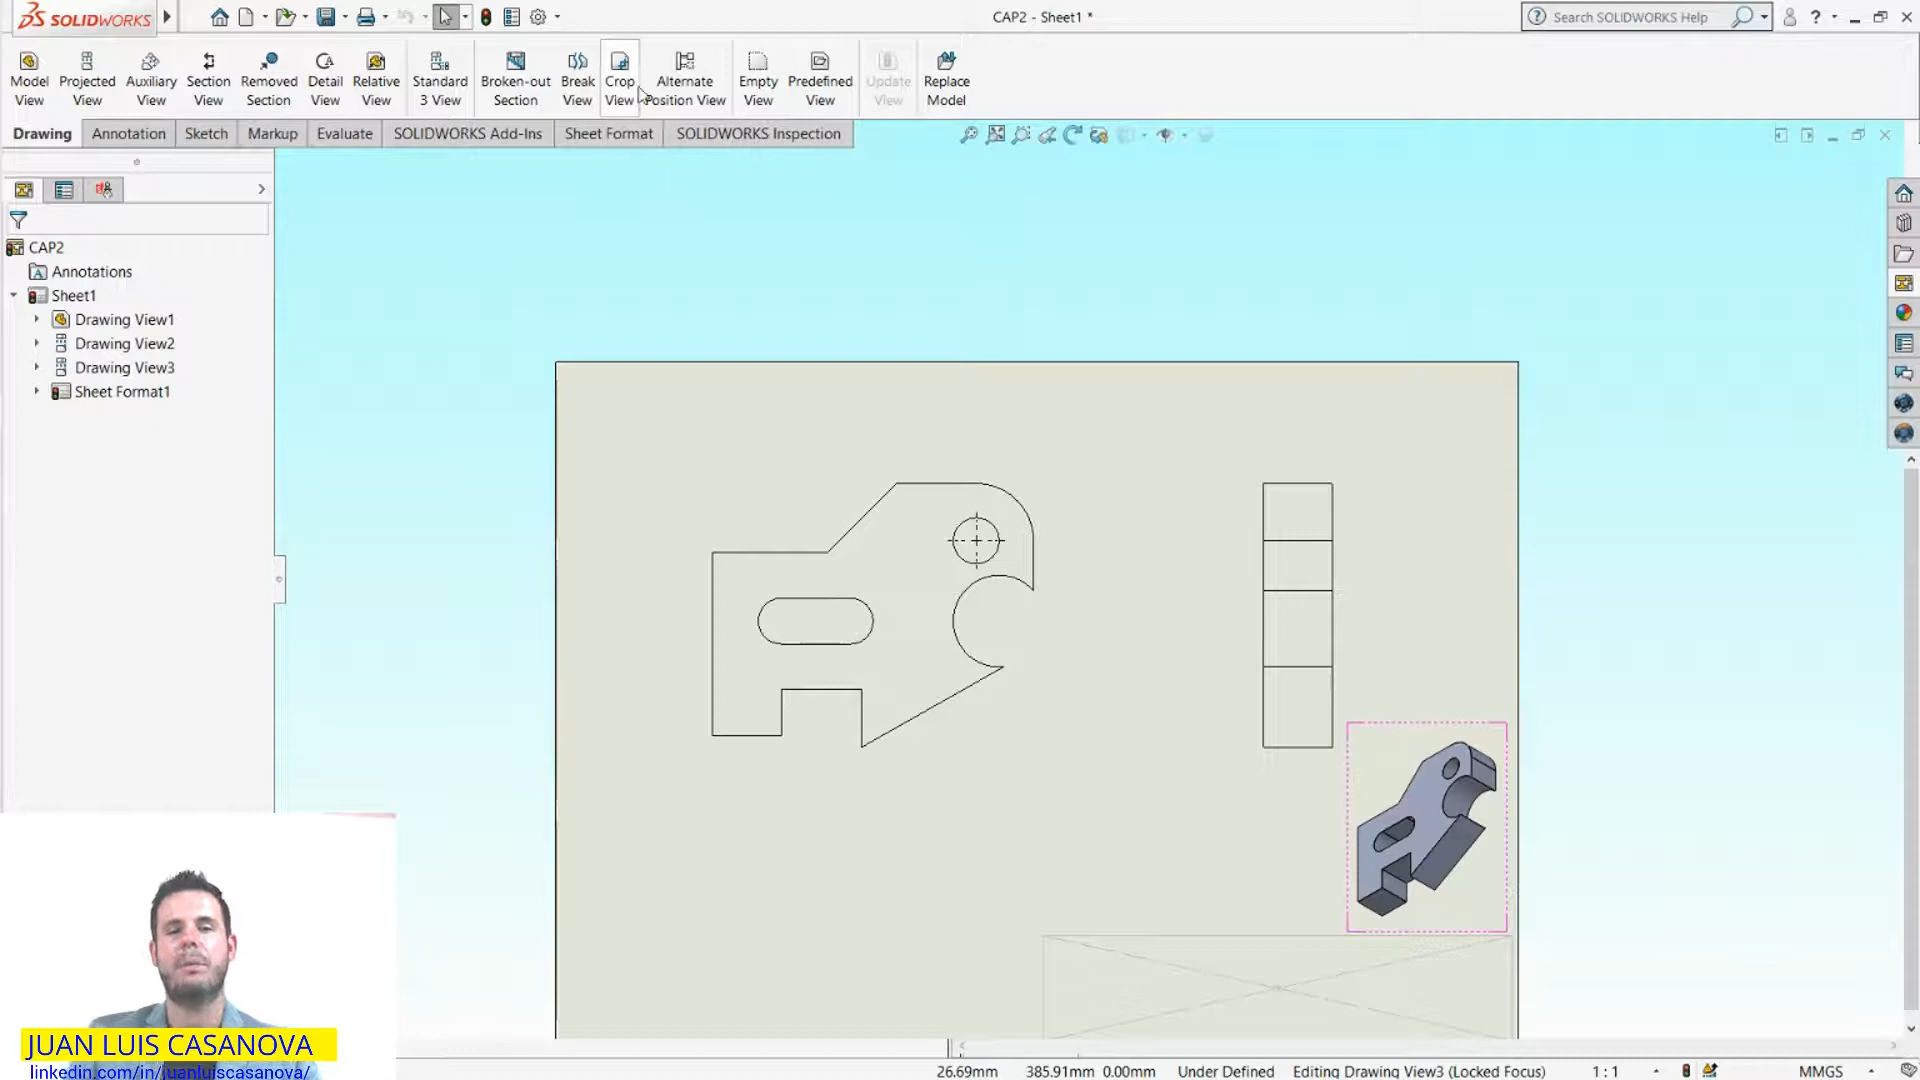 SOLIDWORKS
CAP2 - Sheet1 *
Search SOLIDWORKS Help
Model View
Projected View
Auxiliary View
Section View
Removed Section
Detail View
Relative View
Standard 3 View
Broken-out Section
Break View
Crop View
Alternate Position View
Empty View
Predefined View
Update View
Replace Model
Drawing
Annotation
Sketch
Markup
Evaluate
SOLIDWORKS Add-Ins
Sheet Format
SOLIDWORKS Inspection
CAP2
Annotations
Sheet1
Drawing View1
Drawing View2
Drawing View3
Sheet Format1
JUAN LUIS CASANOVA
linkedin.com/in/juanluiscasanova/
26.69mm 385.91mm 0.00mm Under Defined Editing Drawing View3 (Locked Focus) 1 : 1 MMGS